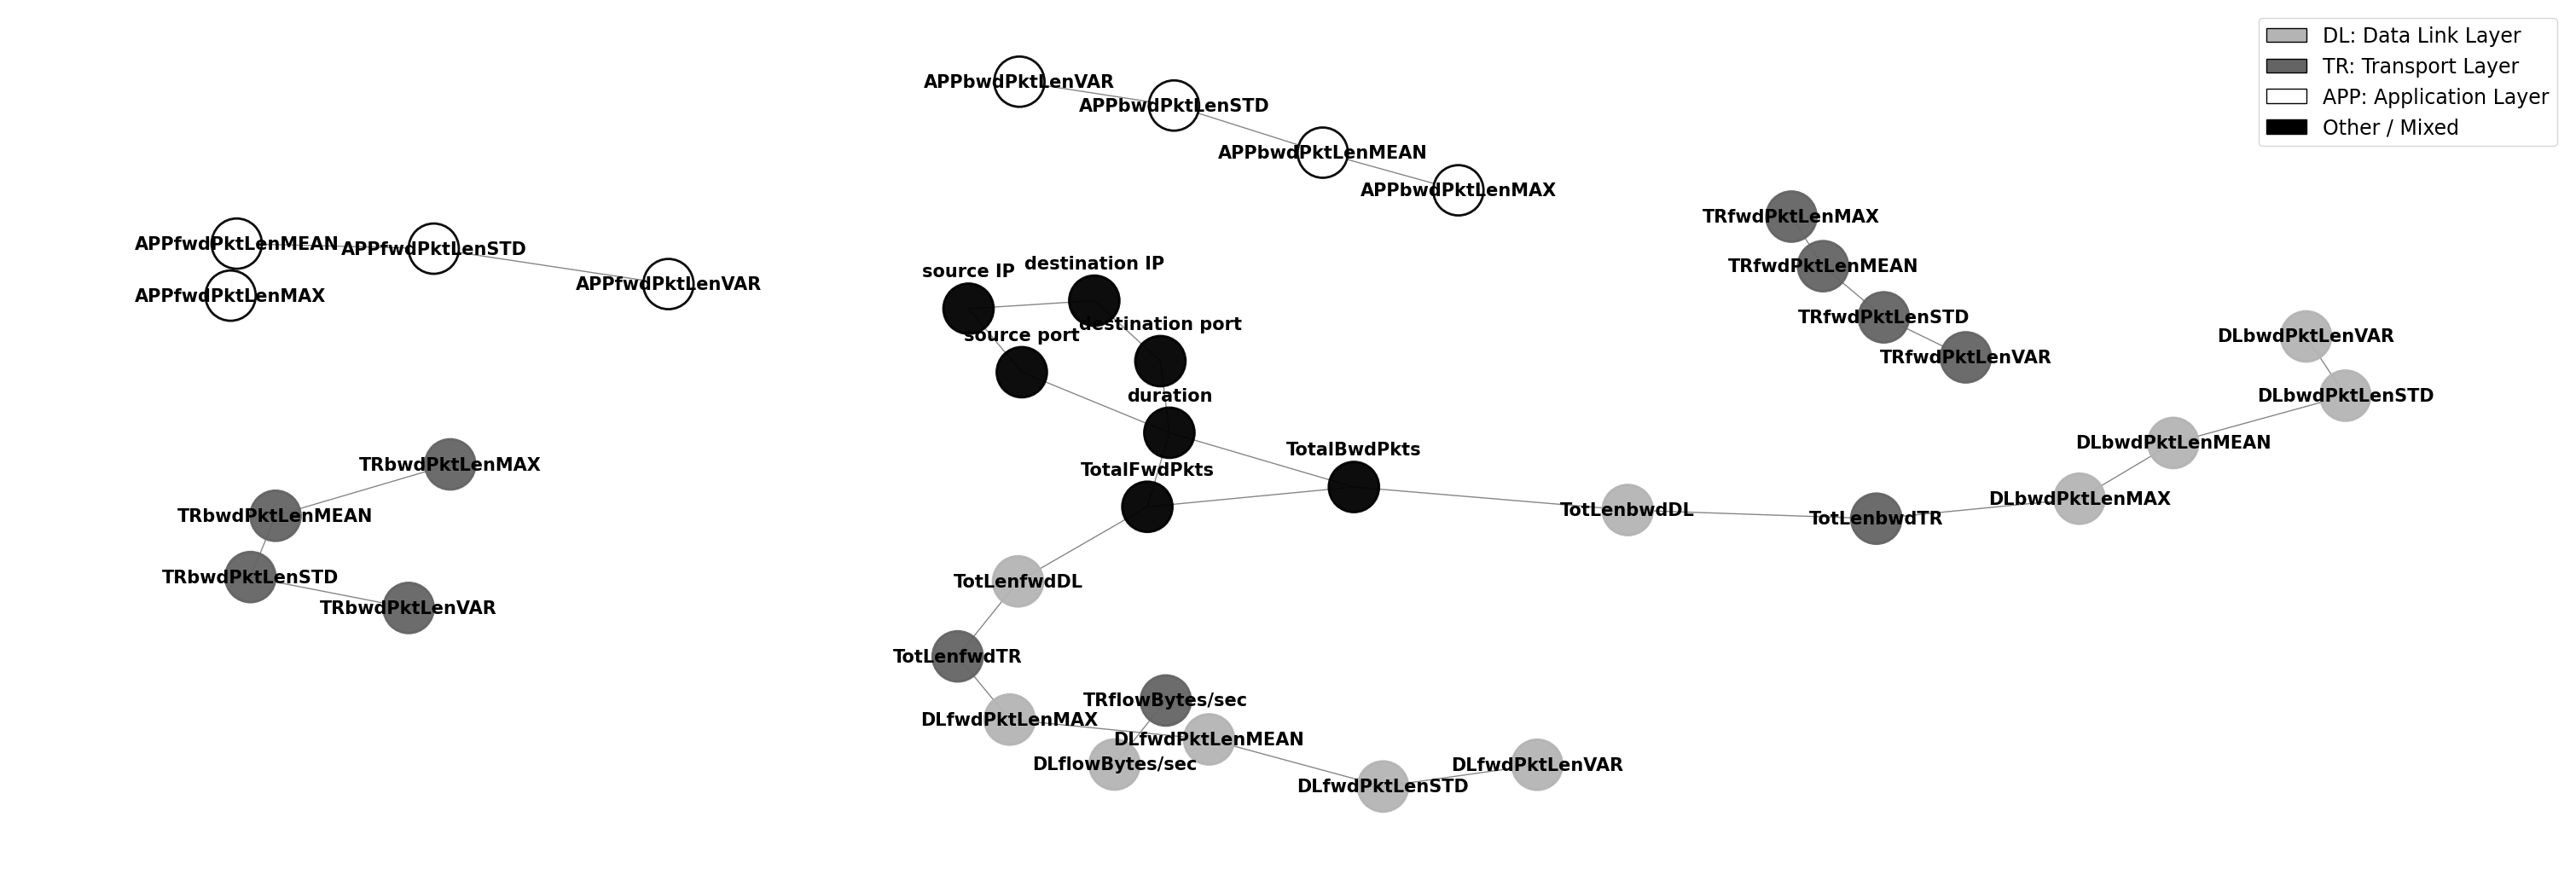 DL: Data Link Layer
TR: Transport Layer
APP: Application Layer
Other / Mixed
APPbwdPktLenVAR
APPbwdPktLenSTD
APPbwdPktLenMEAN
APPbwdPktLenMAX
TRfwdPktLenMAX
APPfwdPktLenMEAN
APPfwdPktLenSTD
destination IP
source IP
TRfwdPktLenMEAN
APPfwdPktLenVAR
APPfwdPktLenMAX
TRfwdPktLenSTD
destination port
source port
DLbwdPktLenVAR
TRfwdPktLenVAR
duration
DLbwdPktLenSTD
DLbwdPktLenMEAN
TotalBwdPkts
TRbwdPktLenMAX
TotalFwdPkts
DLbwdPktLenMAX
TotLenbwdDL
TRbwdPktLenMEAN
TotLenbwdTR
TRbwdPktLenSTD
TotLenfwdDL
TRbwdPktLenVAR
TotLenfwdTR
TRflowBytes/sec
DLfwdPktLenMAX
DLfwdPktLenMEAN
DLflowBytes/sec
DLfwdPktLenVAR
DLfwdPktLenSTD